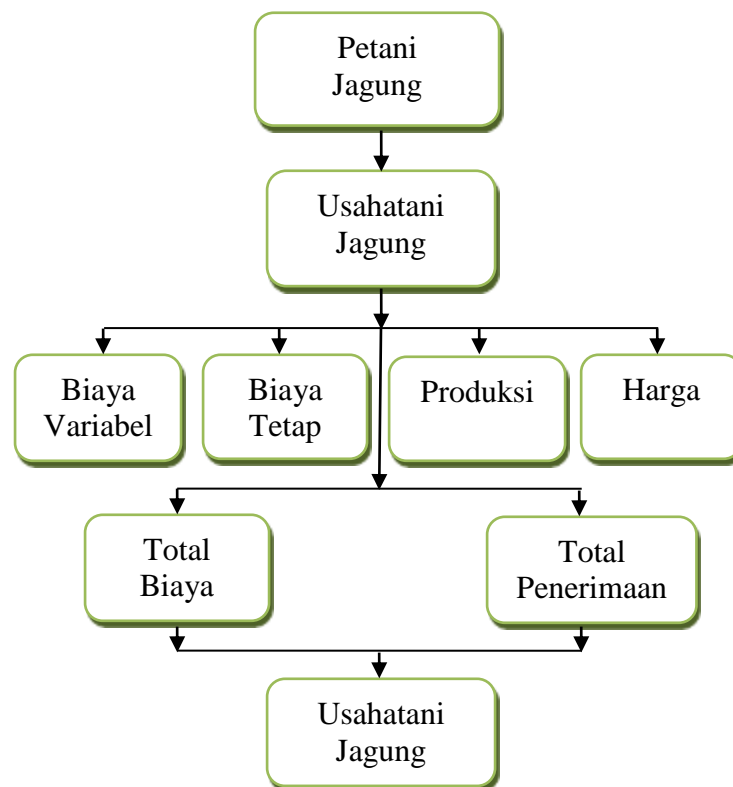 Petani
Jagung
Usahatani
Jagung
Biaya
Variabel
Biaya
Tetap
Produksi
Harga
Total
Biaya
Total
Penerimaan
Usahatani
Jagung